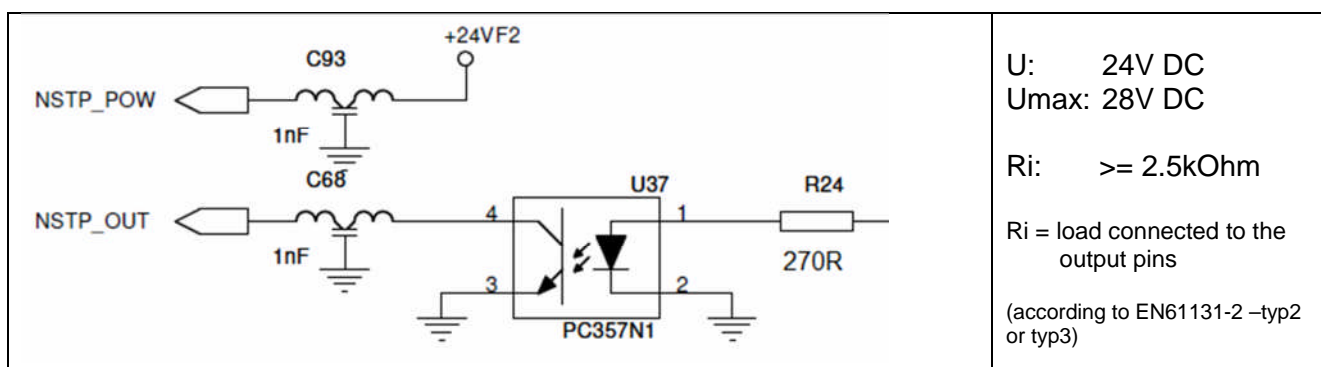 +24VF2
C93
NSTP_POW
1nF
C68
U37
R24
NSTP_OUT
4
1
1nF
270R
3
2
PC357N1
U: 24V DC
Umax: 28V DC
Ri: >= 2.5kOhm
Ri = load connected to the
output pins
(according to EN61131-2 –typ2
or typ3)